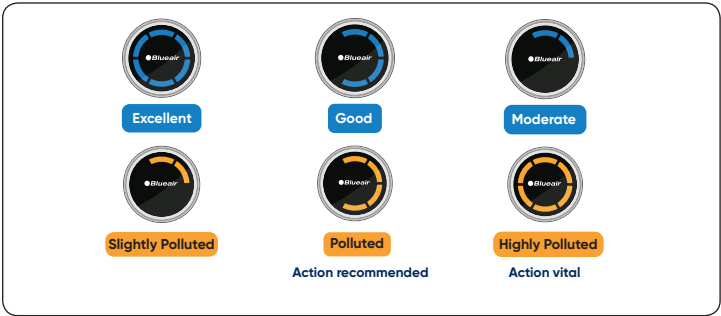 Blueair
Blueair
Blueair
Excellent
Good
Moderate
Blueair
Blueair
Blueair
Slightly Polluted
Polluted
Highly Polluted
Action recommended
Action vital